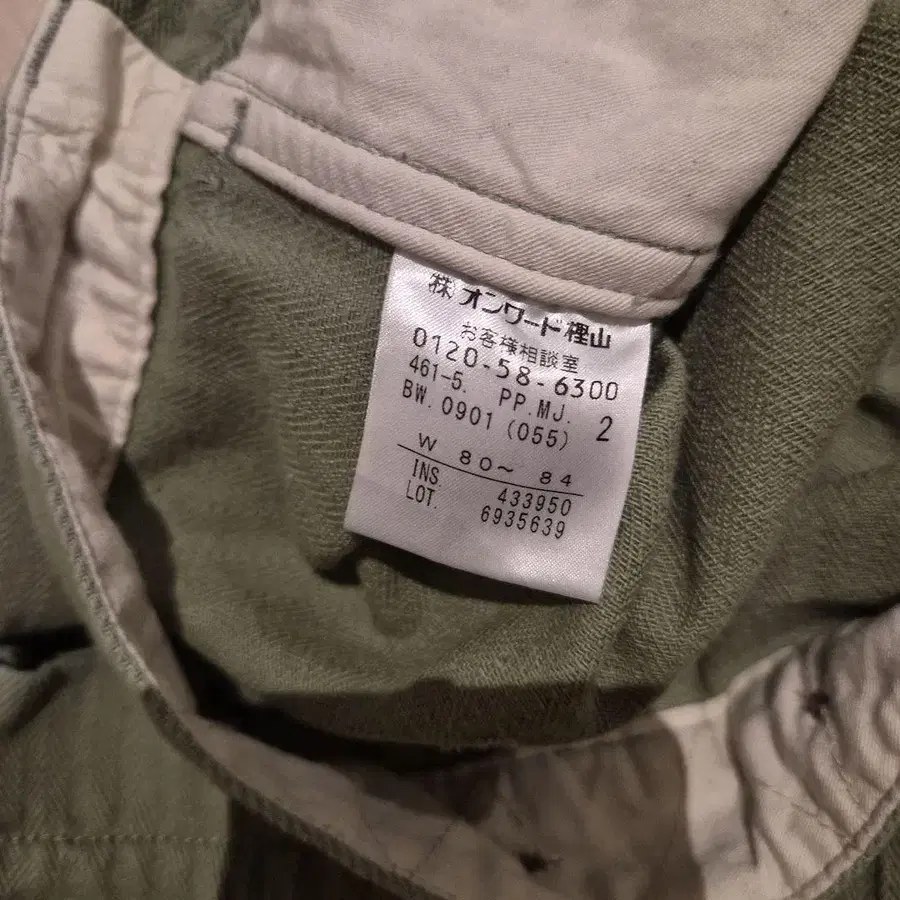 ㈱オンワード樫山
お客様相談室
0120-58-6300
461-5. PP.MJ. 2
BW.0901 (055)
W 80～ 84
INS. 433950
LOT. 6935639